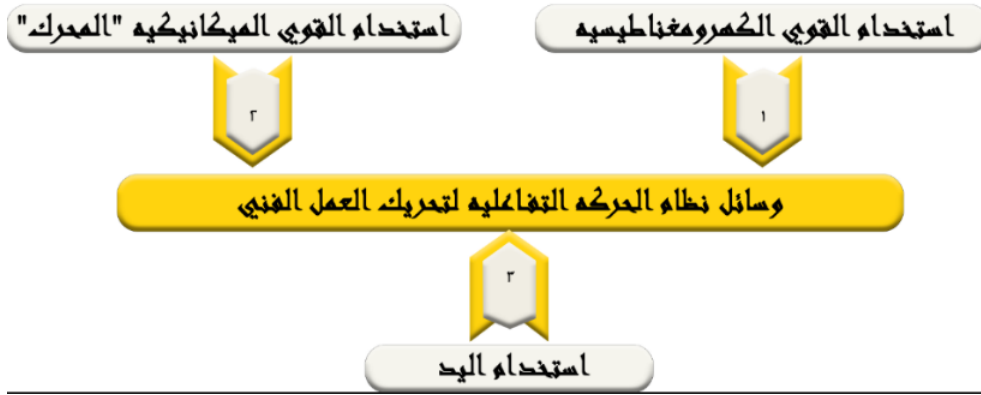 استخدام القوي الكهرومغناطيسيه
استخدام القوي الميكانيكيه "المحرك"
١
٢
وسائل نظام الحركه التفاعليه لتحريك العمل الفني
٣
استخدام اليد